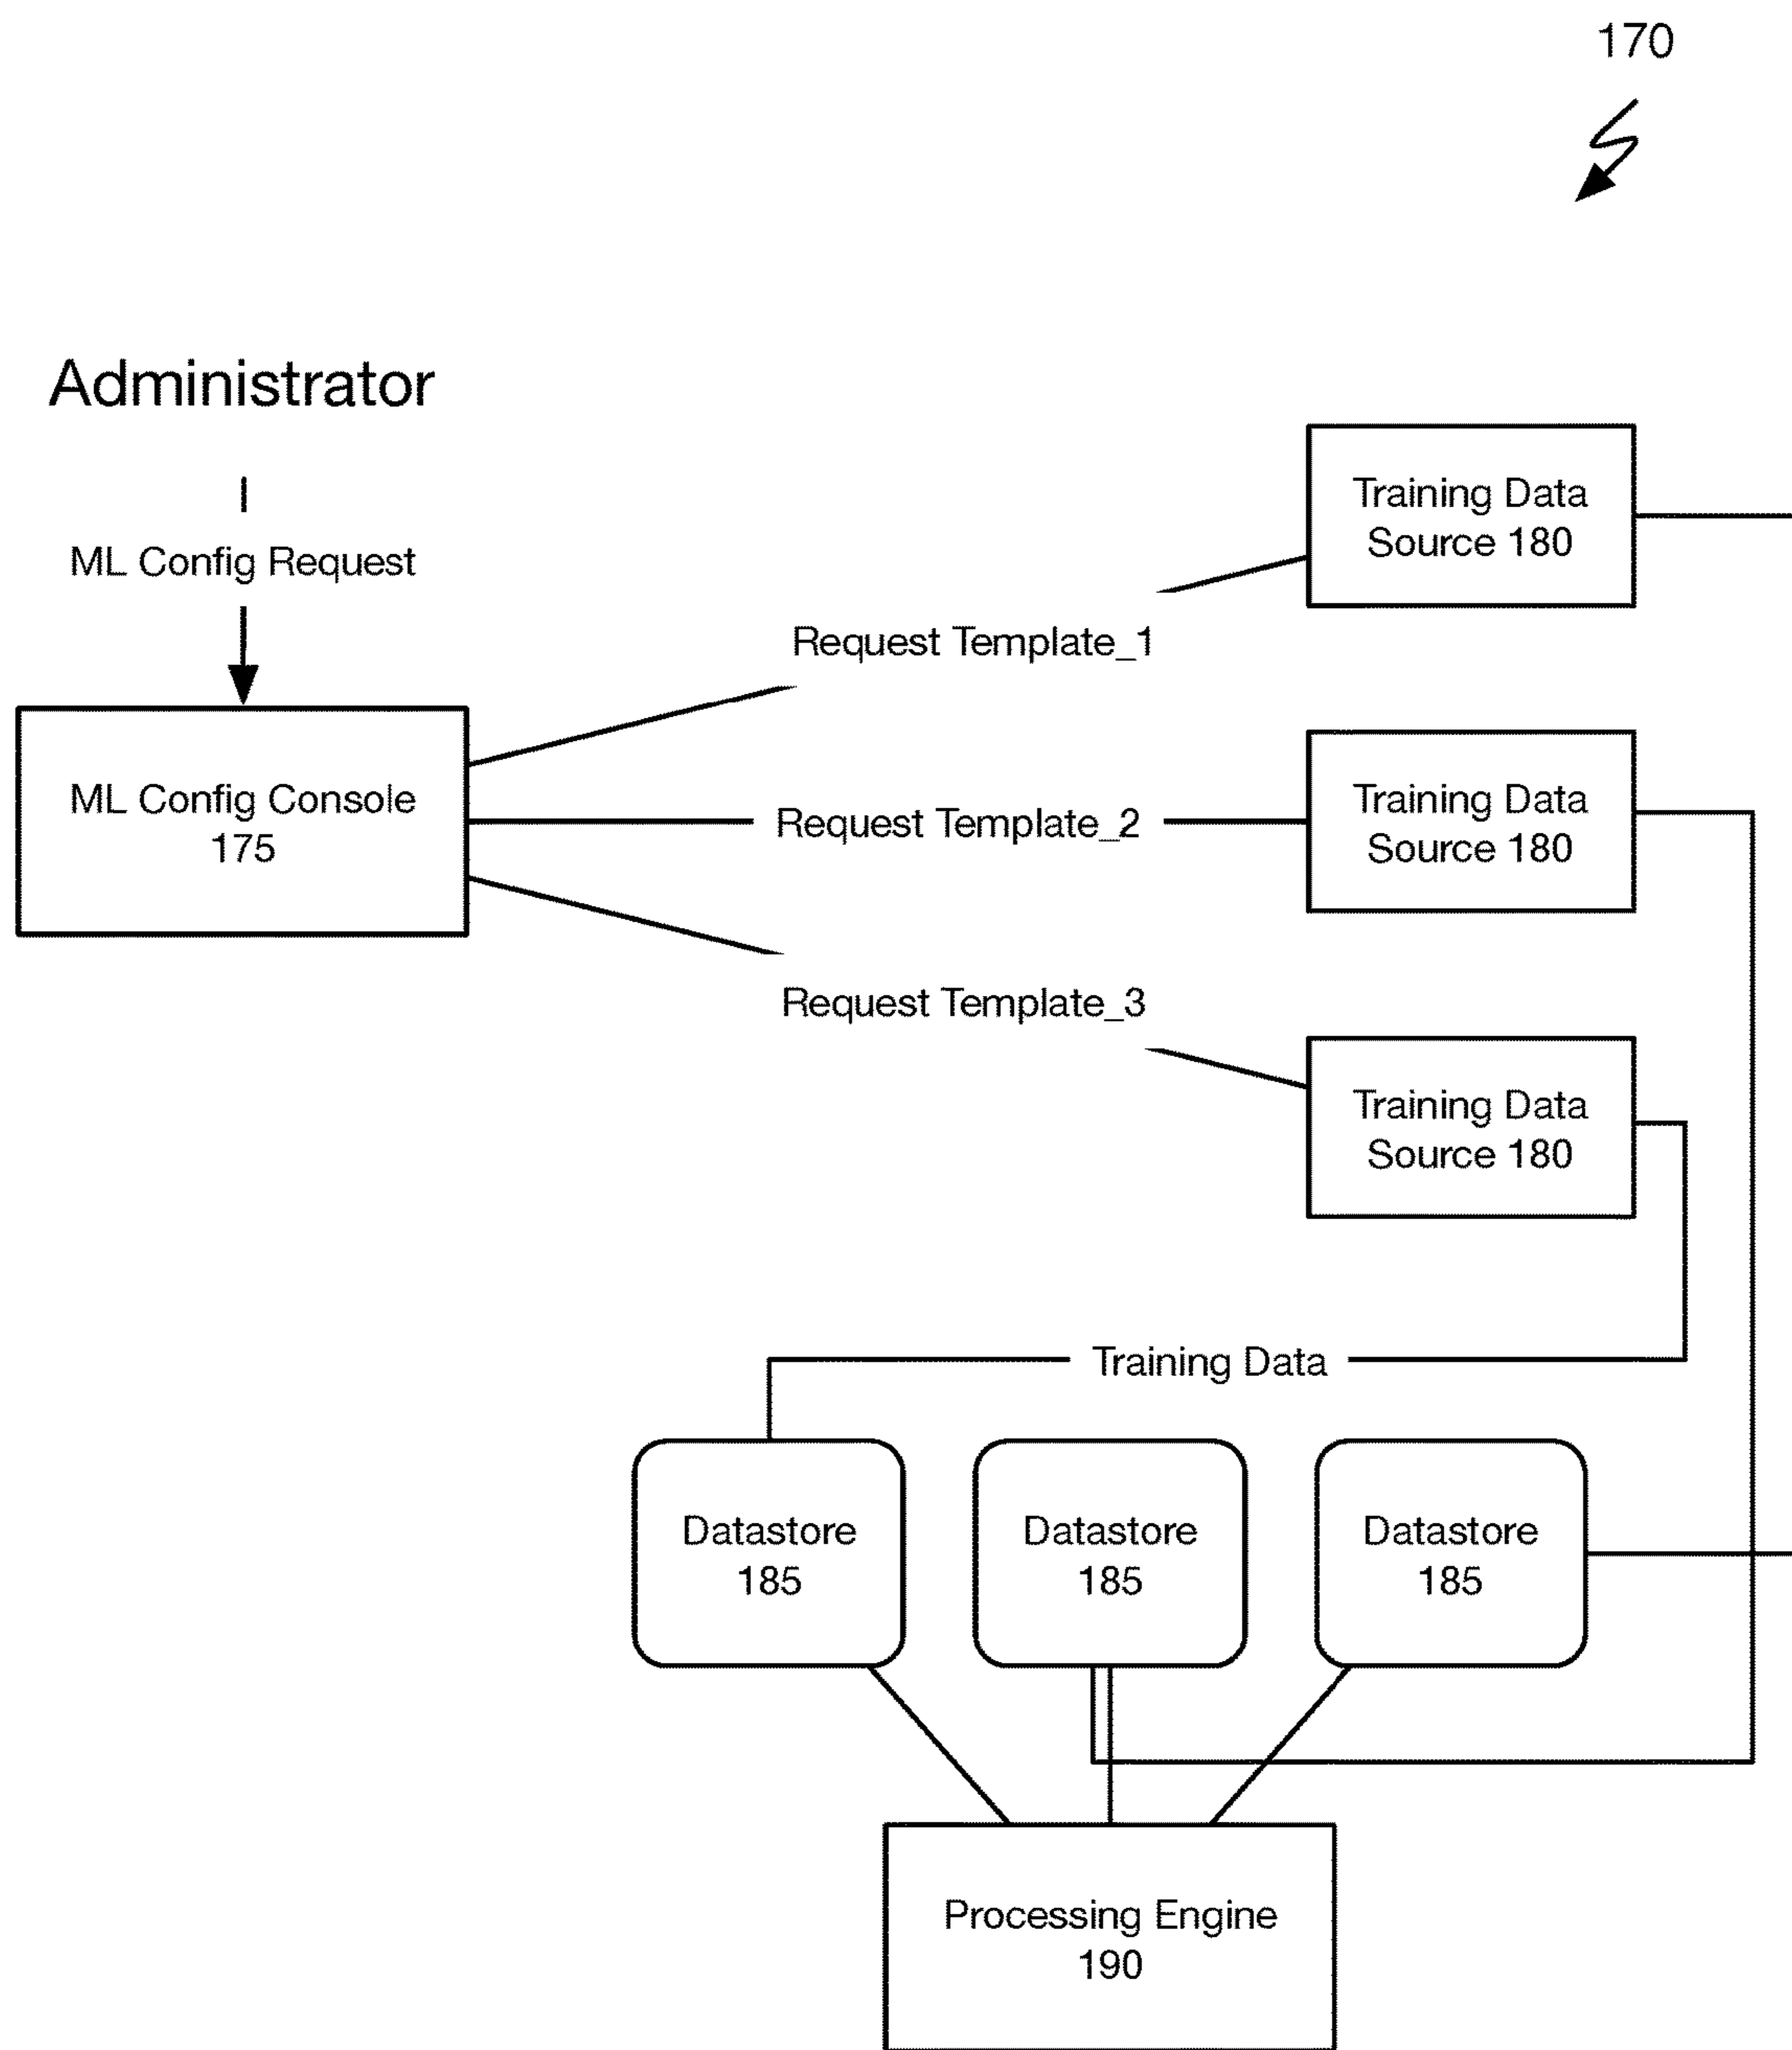 170
Administrator
ML Config Request
ML Config Console
175
Request Template_1
Request Template_2
Request Template_3
Training Data
Source 180
Training Data
Source 180
Training Data
Source 180
Training Data
Datastore
185
Datastore
185
Datastore
185
Processing Engine
190